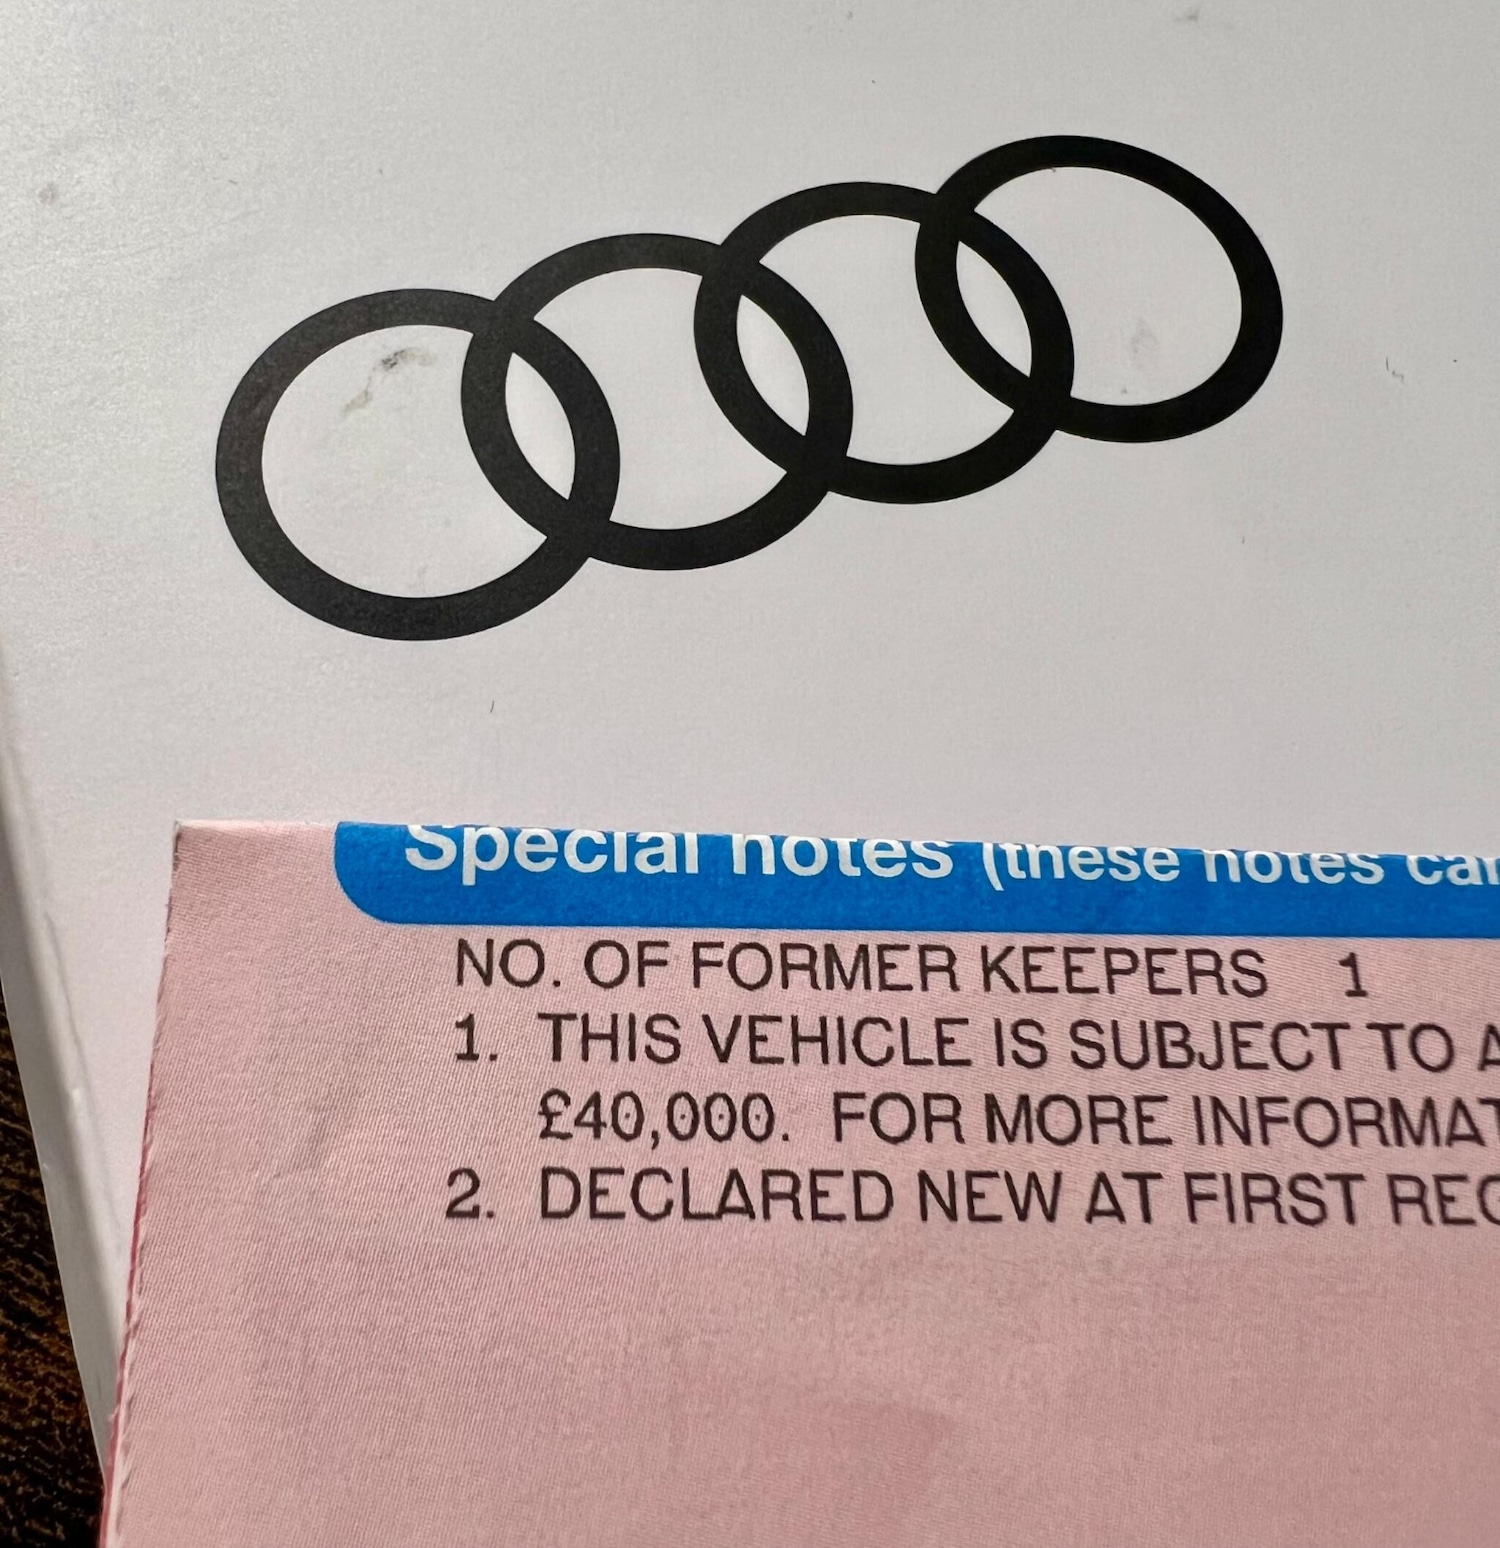 Special notes (these notes
NO. OF FORMER KEEPERS 1
1. THIS VEHICLE IS SUBJECT TO
£40,000. FOR MORE
2. DECLARED NEW AT FIRST